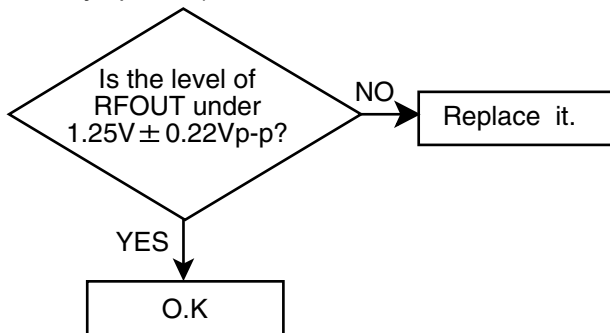 Is the level of
RFOUT under
1.25V ± 0.22Vp-p?
NO
Replace it.
YES
O.K